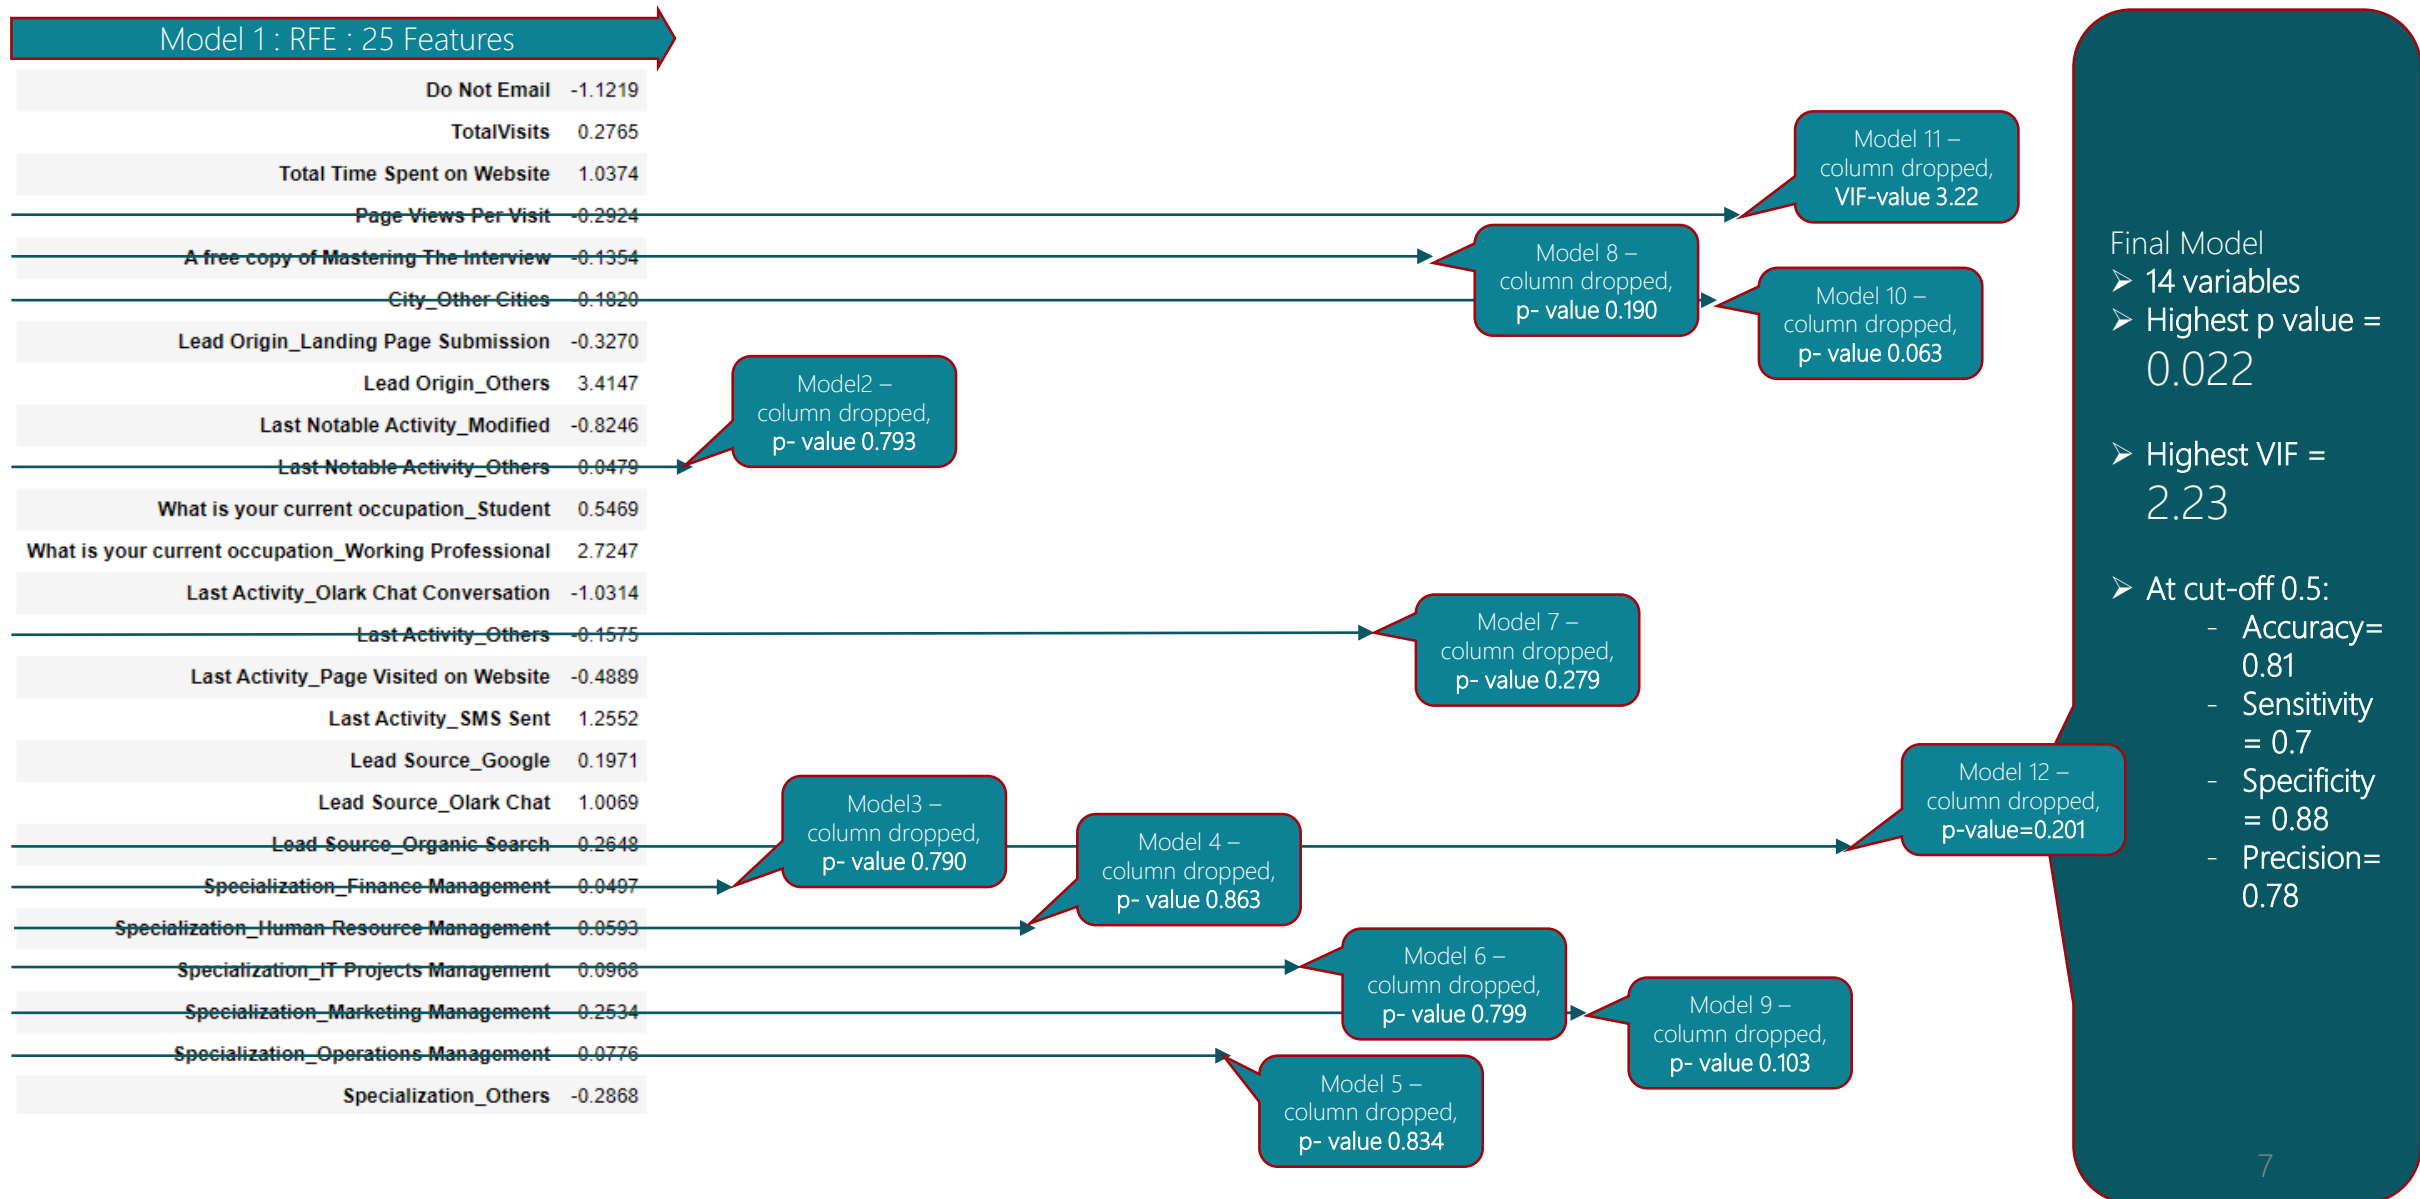 Model 1 : RFE : 25 Features
Do Not Email -1.1219
TotalVisits 0.2765
Total Time Spent on Website 1.0374
Page Views Per Visit -0.2924
A free copy of Mastering The Interview -0.1354
City_Other Cities -0.1820
Lead Origin_Landing Page Submission -0.3270
Lead Origin_Others 3.4147
Last Notable Activity_Modified -0.8246
Last Notable Activity_Others 0.0479
What is your current occupation_Student 0.5469
What is your current occupation_Working Professional 2.7247
Last Activity_Olark Chat Conversation -1.0314
Last Activity_Others -0.1575
Last Activity_Page Visited on Website -0.4889
Last Activity_SMS Sent 1.2552
Lead Source_Google 0.1971
Lead Source_Olark Chat 1.0069
Lead Source_Organic Search 0.2648
Specialization_Finance Management 0.0497
Specialization_Human Resource Management 0.0593
Specialization_IT Projects Management 0.0968
Specialization_Marketing Management 0.2534
Specialization_Operations Management 0.0776
Specialization_Others -0.2868
Model2 –
column dropped,
p- value 0.793
Model3 –
column dropped,
p- value 0.790
Model 4 –
column dropped,
p- value 0.863
Model 5 –
column dropped,
p- value 0.834
Model 6 –
column dropped,
p- value 0.799
Model 7 –
column dropped,
p- value 0.279
Model 8 –
column dropped,
p- value 0.190
Model 9 –
column dropped,
p- value 0.103
Model 10 –
column dropped,
p- value 0.063
Model 11 –
column dropped,
VIF-value 3.22
Model 12 –
column dropped,
p-value=0.201
Final Model
➢ 14 variables
➢ Highest p value =
0.022
➢ Highest VIF =
2.23
➢ At cut-off 0.5:
- Accuracy=
0.81
- Sensitivity
= 0.7
- Specificity
= 0.88
- Precision=
0.78
7